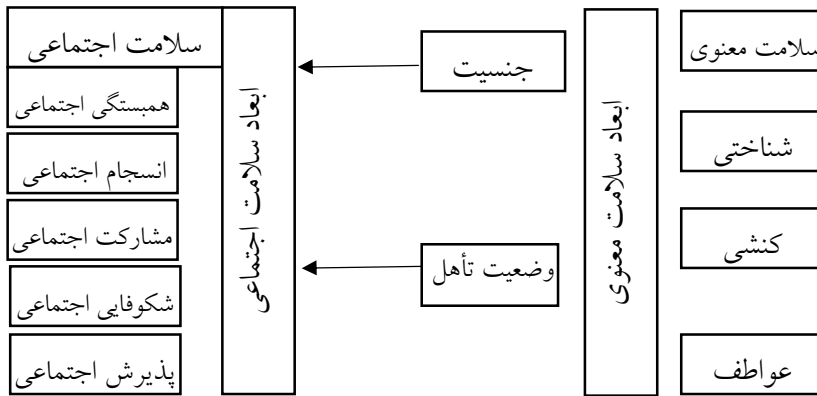 سلامت معنوی
شناختی
کنشی
عواطف
ابعاد سلامت معنوی
جنسیت
وضعیت تأهل
ابعاد سلامت اجتماعی
سلامت اجتماعی
همبستگی اجتماعی
انسجام اجتماعی
مشارکت اجتماعی
شکوفایی اجتماعی
پذیرش اجتماعی